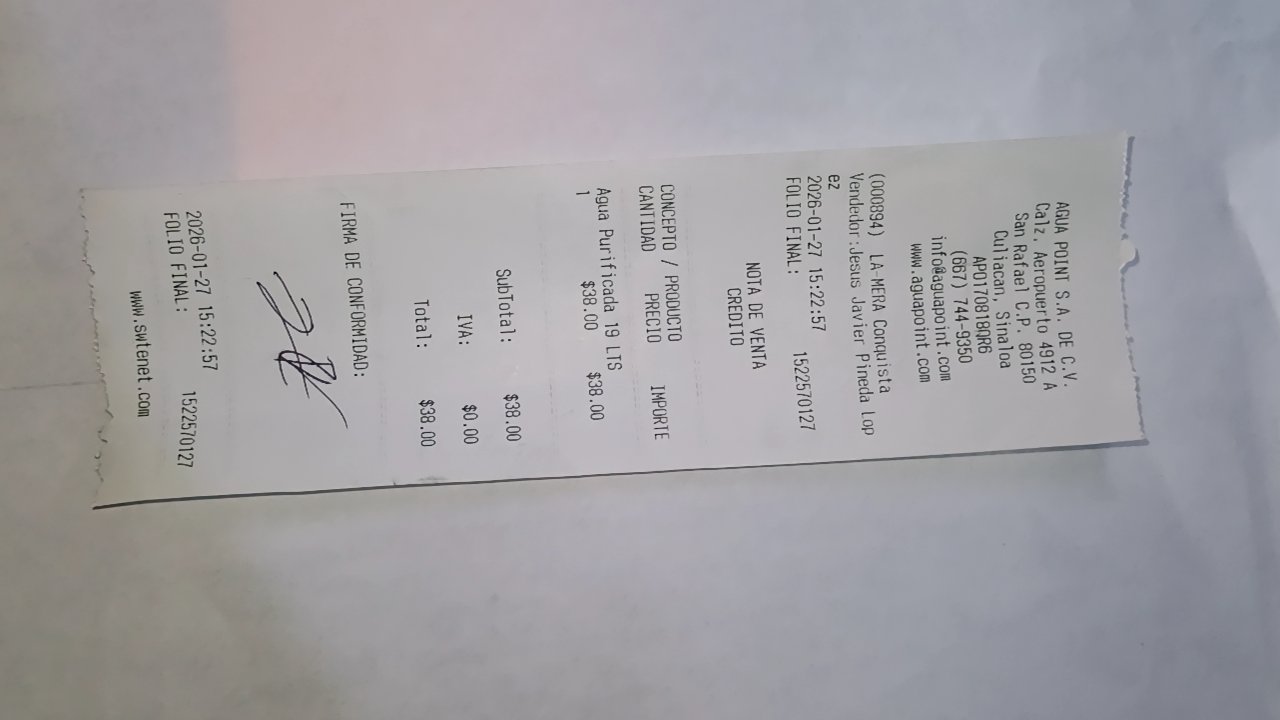 AGUA POINT S.A. DE C.V.
Calz. Aeropuerto 4912 A
San Rafael C.P. 80150
Culiacan, Sinaloa
APO170818QR6
(667) 744-9350
info@aguapoint.com
www.aguapoint.com
(000894) LA-MERA Conquista
Vendedor:Jesus Javier Pineda Lop
ez
2026-01-27 15:22:57
FOLIO FINAL: 1522570127
NOTA DE VENTA
CREDITO
CONCEPTO / PRODUCTO
CANTIDAD PRECIO IMPORTE
Agua Purificada 19 LTS
1 $38.00 $38.00
SubTotal: $38.00
IVA: $0.00
Total: $38.00
FIRMA DE CONFORMIDAD:
2026-01-27 15:22:57
FOLIO FINAL: 1522570127
www.swtenet.com